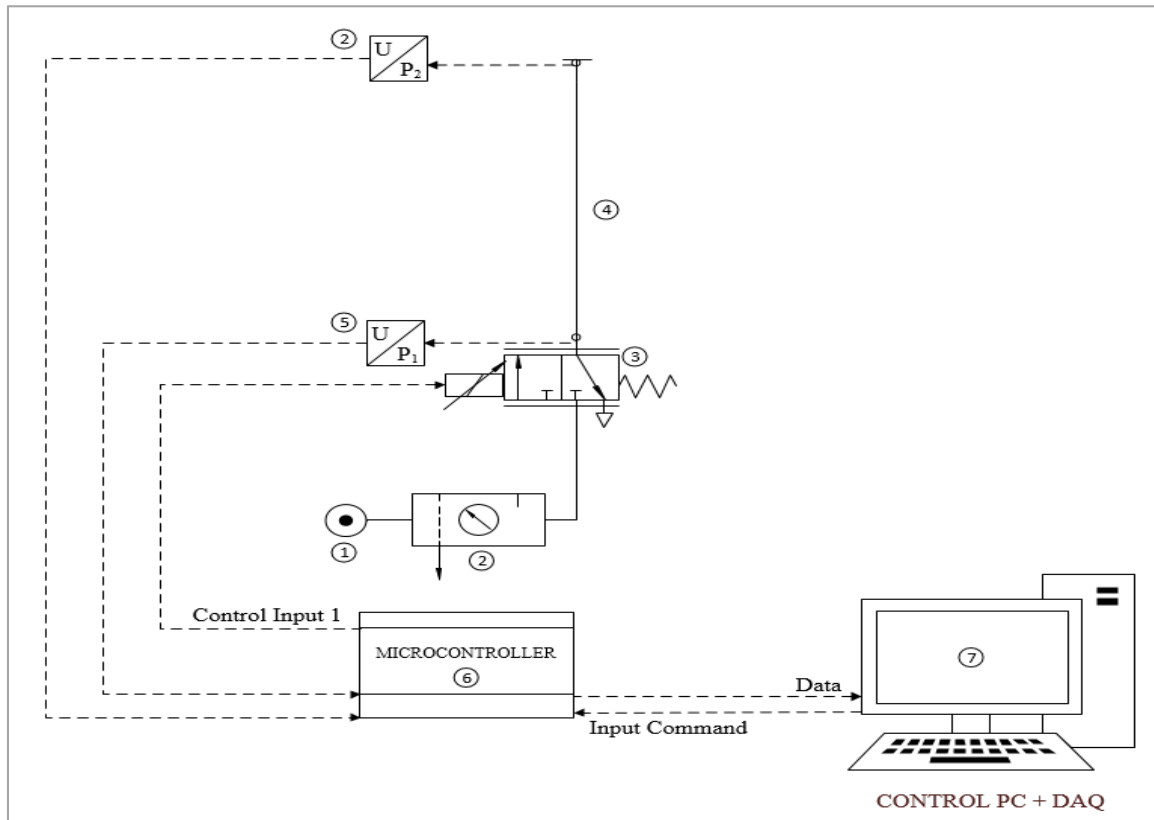 ②
U
P₂
④
⑤
U
P₁
③
①
②
Control Input 1
MICROCONTROLLER
⑥
⑦
Data
Input Command
CONTROL PC + DAQ